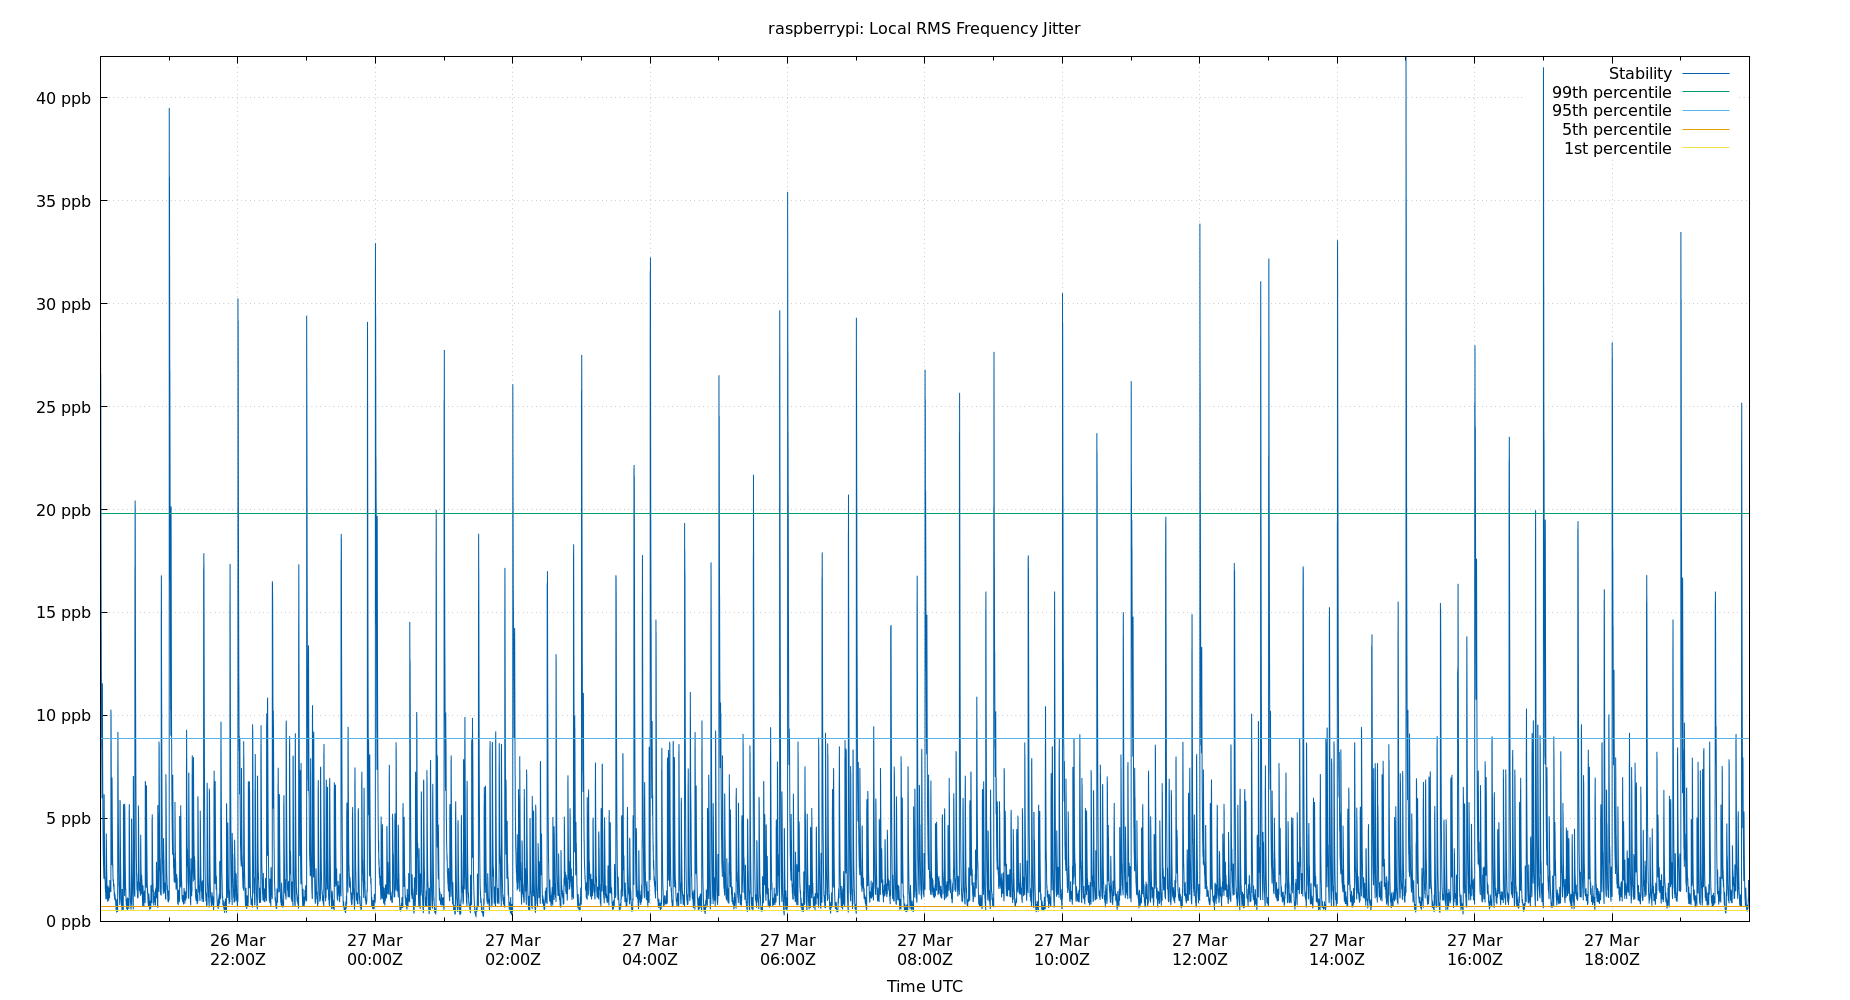 raspberrypi: Local RMS Frequency Jitter
Stability
99th percentile
95th percentile
5th percentile
1st percentile
40 ppb
35 ppb
30 ppb
25 ppb
20 ppb
15 ppb
10 ppb
5 ppb
0 ppb
26 Mar 27 Mar 27 Mar 27 Mar 27 Mar 27 Mar 27 Mar 27 Mar 27 Mar 27 Mar 27 Mar
22:00Z 00:00Z 02:00Z 04:00Z 06:00Z 08:00Z 10:00Z 12:00Z 14:00Z 16:00Z 18:00Z
Time UTC